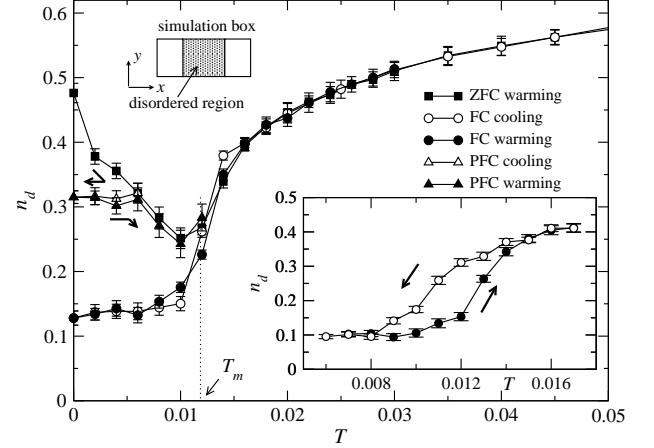 0.6
simulation box
y
x
disordered region
0.5
ZFC warming
FC cooling
FC warming
PFC cooling
PFC warming
0.4
n_d
0.3
0.2
0.1
0
T_m
0 0.01 0.02 0.03 0.04 0.05
T
0.5
0.4
0.3
n_d
0.2
0.1
0
0.008 0.012 T 0.016